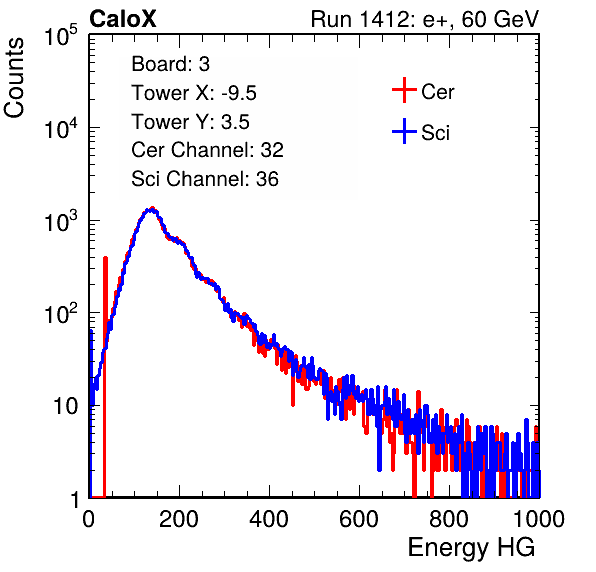 CaloX Run 1412: e+, 60 GeV
Counts
10^5
10^4
10^3
10^2
10
1
Board: 3
Tower X: -9.5
Tower Y: 3.5
Cer Channel: 32
Sci Channel: 36
Cer
Sci
0 200 400 600 800 1000
Energy HG